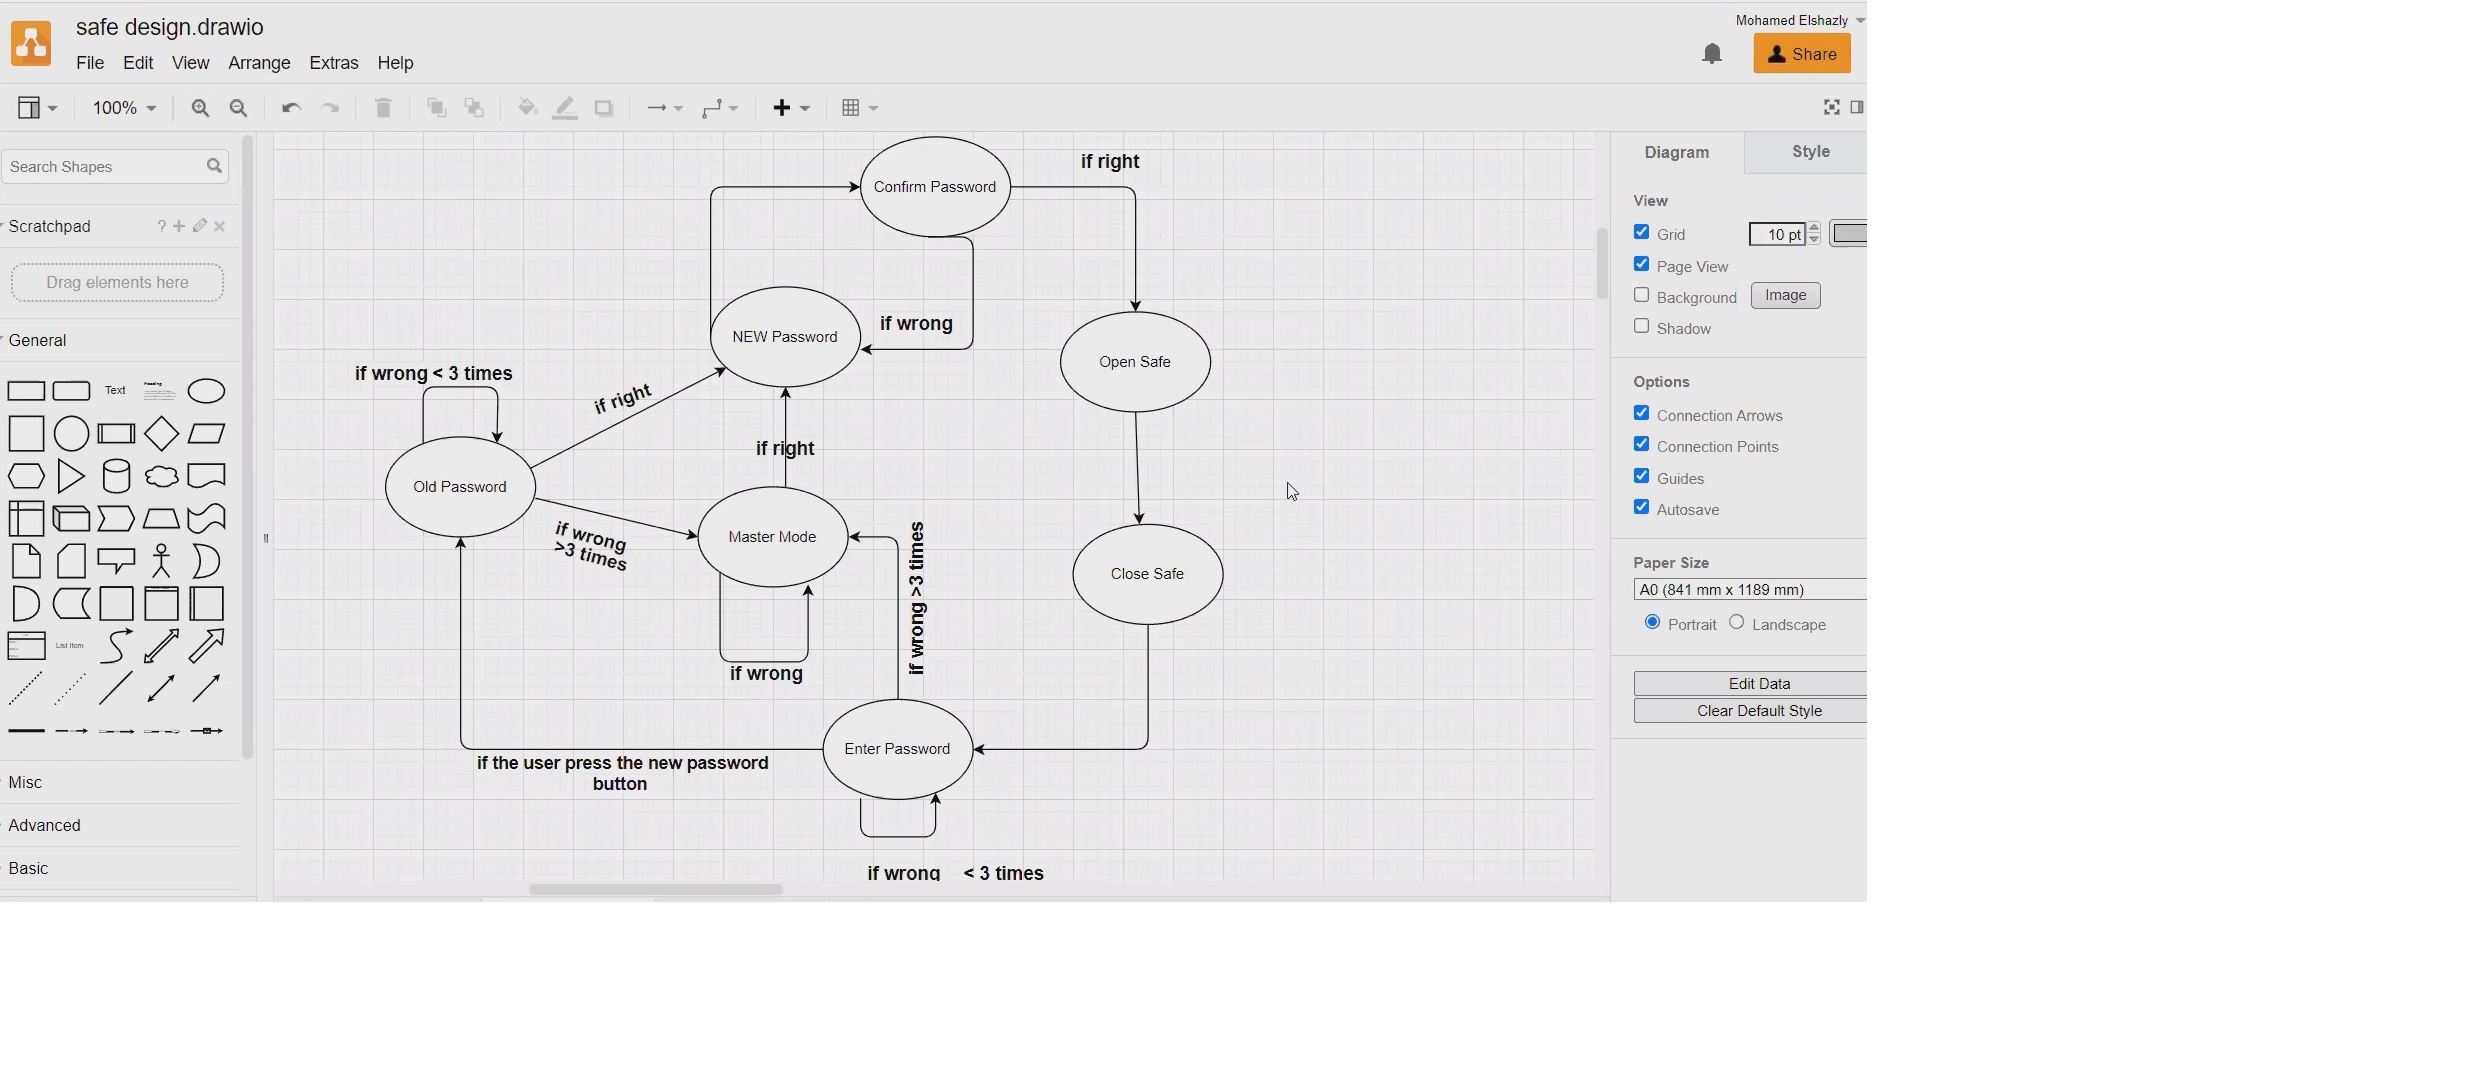 safe design.drawio
Mohamed Elshazly
File Edit View Arrange Extras Help
Share
100%
Search Shapes
Scratchpad
?
Drag elements here
General
Text
Heading
List Item
Misc
Advanced
Basic
Confirm Password
if right
NEW Password
if wrong
Open Safe
if wrong < 3 times
if right
if right
Old Password
if wrong
>3 times
Master Mode
if wrong >3 times
Close Safe
if wrong
Enter Password
if the user press the new password
button
if wrong < 3 times
Diagram Style
View
Grid 10 pt
Page View
Background Image
Shadow
Options
Connection Arrows
Connection Points
Guides
Autosave
Paper Size
A0 (841 mm x 1189 mm)
Portrait Landscape
Edit Data
Clear Default Style